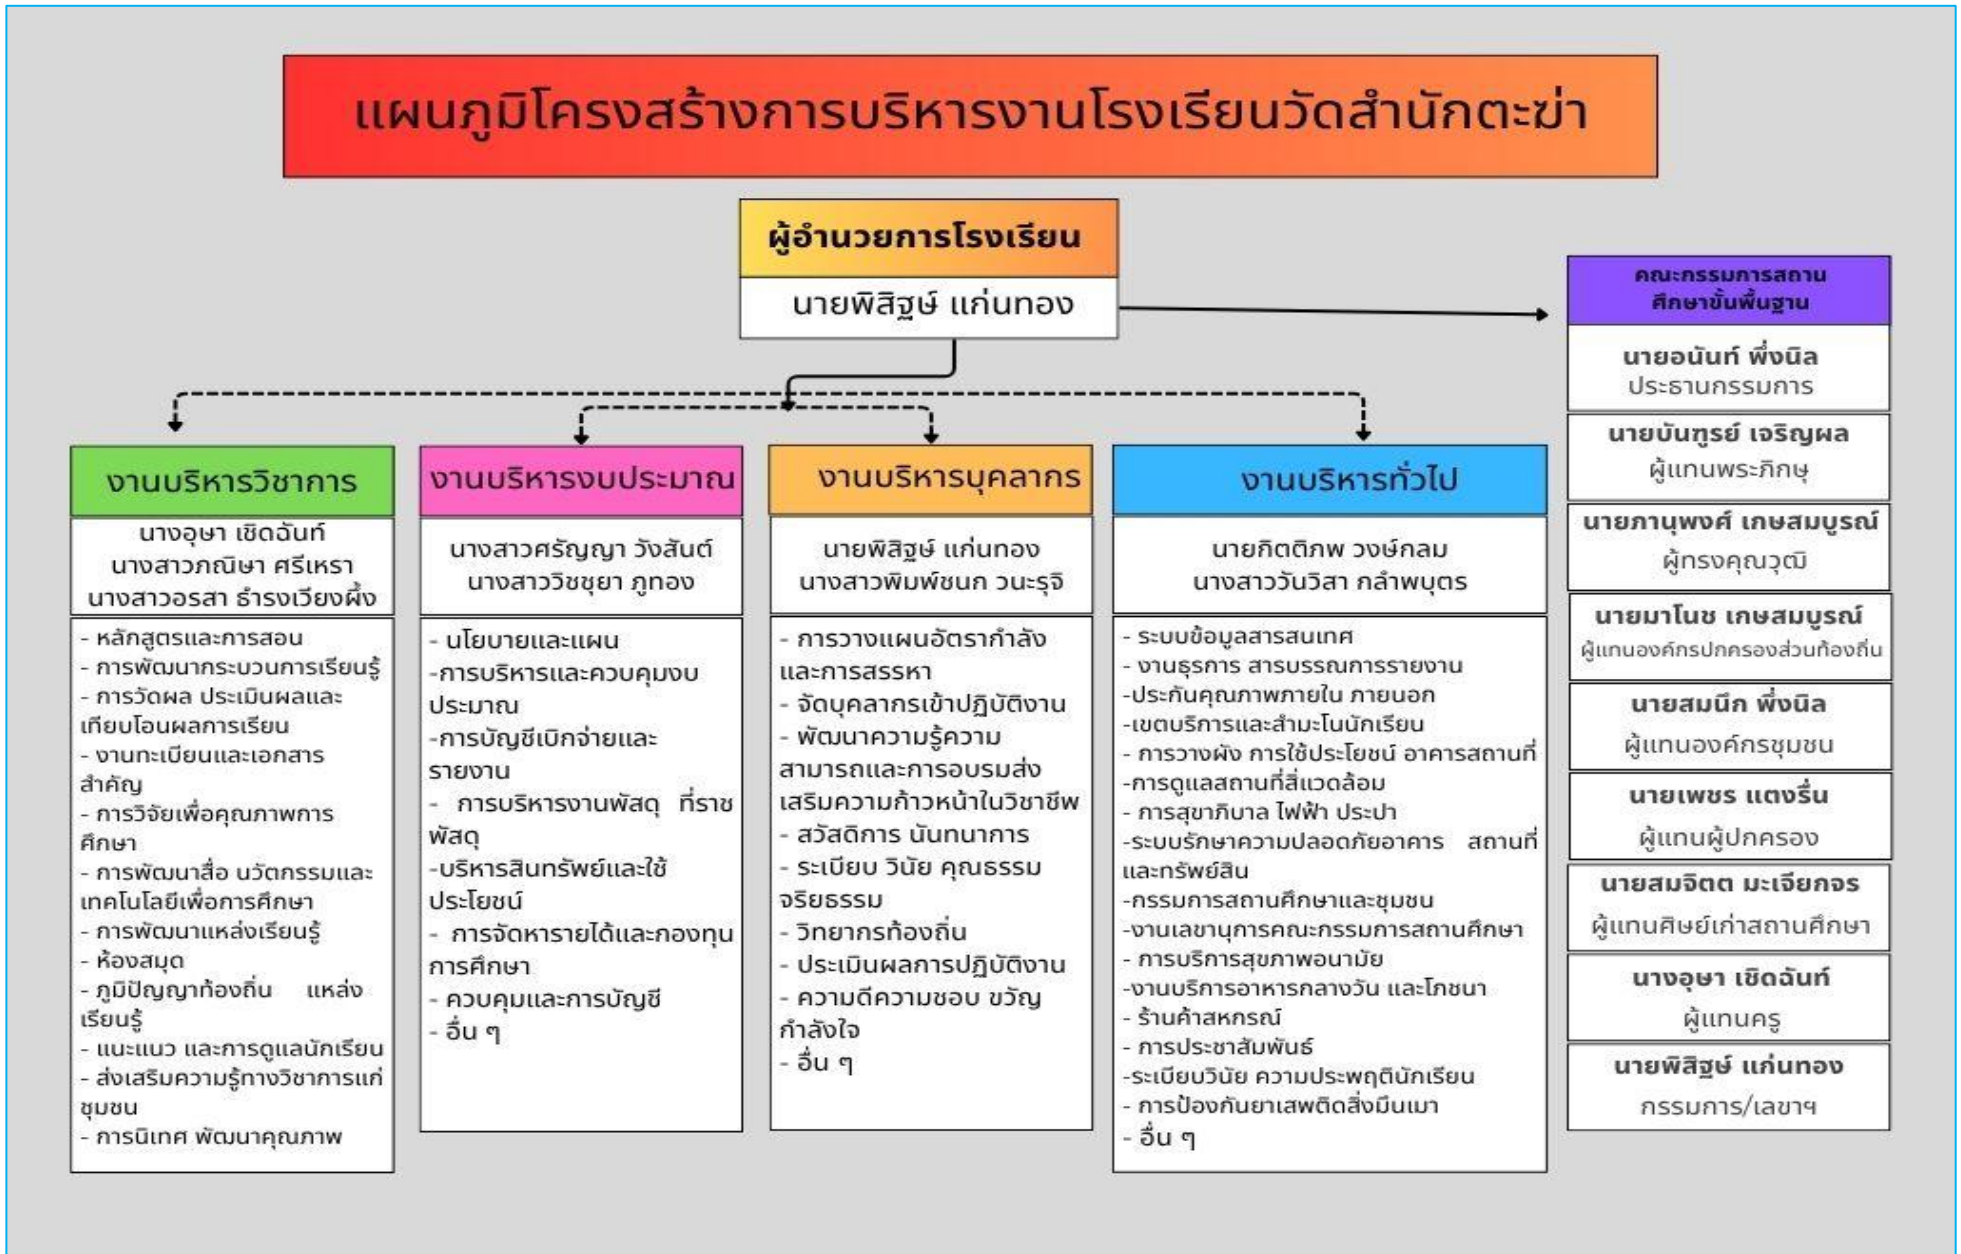 แผนภูมิโครงสร้างการบริหารงานโรงเรียนวัดสำนักตะฆ่า
ผู้อำนวยการโรงเรียน
นายพิสิฐษ์ แก่นทอง
งานบริหารวิชาการ
นางอุษา เชิดฉันท์
นางสาวภณิษา ศรีเหรา
นางสาวอรสา ธำรงเวียงผึ้ง
- หลักสูตรและการสอน
- การพัฒนากระบวนการเรียนรู้
- การวัดผล ประเมินผลและ
เทียบโอนผลการเรียน
- งานทะเบียนและเอกสาร
สำคัญ
- การวิจัยเพื่อคุณภาพการ
ศึกษา
- การพัฒนาสื่อ นวัตกรรมและ
เทคโนโลยีเพื่อการศึกษา
- การพัฒนาแหล่งเรียนรู้
- ห้องสมุด
- ภูมิปัญญาท้องถิ่น แหล่ง
เรียนรู้
- แนะแนว และการดูแลนักเรียน
- ส่งเสริมความรู้ทางวิชาการแก่
ชุมชน
- การนิเทศ พัฒนาคุณภาพ
งานบริหารงบประมาณ
นางสาวศรัญญา วังสันต์
นางสาววิชชุยา ภูทอง
- นโยบายและแผน
-การบริหารและควบคุมงบ
ประมาณ
-การบัญชีเบิกจ่ายและ
รายงาน
- การบริหารงานพัสดุ ที่ราช
พัสดุ
-บริหารสินทรัพย์และใช้
ประโยชน์
- การจัดหารายได้และกองทุน
การศึกษา
- ควบคุมและการบัญชี
- อื่น ๆ
งานบริหารบุคลากร
นายพิสิฐษ์ แก่นทอง
นางสาวพิมพ์ชนก วนะรุจิ
- การวางแผนอัตรากำลัง
และการสรรหา
- จัดบุคลากรเข้าปฏิบัติงาน
- พัฒนาความรู้ความ
สามารถและการอบรมส่ง
เสริมความก้าวหน้าในวิชาชีพ
- สวัสดิการ นันทนาการ
- ระเบียบ วินัย คุณธรรม
จริยธรรม
- วิทยากรท้องถิ่น
- ประเมินผลการปฏิบัติงาน
- ความดีความชอบ ขวัญ
กำลังใจ
- อื่น ๆ
งานบริหารทั่วไป
นายกิตติภพ วงษ์กลม
นางสาววันวิสา กลำพบุตร
- ระบบข้อมูลสารสนเทศ
- งานธุรการ สารบรรณการรายงาน
-ประกันคุณภาพภายใน ภายนอก
-เขตบริการและสำมะโนนักเรียน
- การวางผัง การใช้ประโยชน์ อาคารสถานที่
-การดูแลสถานที่สิ่แวดล้อม
- การสุขาภิบาล ไฟฟ้า ประปา
-ระบบรักษาความปลอดภัยอาคาร สถานที่
และทรัพย์สิน
-กรรมการสถานศึกษาและชุมชน
-งานเลขานุการคณะกรรมการสถานศึกษา
- การบริการสุขภาพอนามัย
-งานบริการอาหารกลางวัน และโภชนา
- ร้านค้าสหกรณ์
- การประชาสัมพันธ์
-ระเบียบวินัย ความประพฤตินักเรียน
- การป้องกันยาเสพติดสิ่งมึนเมา
- อื่น ๆ
คณะกรรมการสถาน
ศึกษาขั้นพื้นฐาน
นายอนันท์ พึ่งนิล
ประธานกรรมการ
นายบันฑูรย์ เจริญผล
ผู้แทนพระภิกษุ
นายภานุพงศ์ เกษสมบูรณ์
ผู้ทรงคุณวุฒิ
นายมาโนช เกษสมบูรณ์
ผู้แทนองค์กรปกครองส่วนท้องถิ่น
นายสมนึก พึ่งนิล
ผู้แทนองค์กรชุมชน
นายเพชร แตงรื่น
ผู้แทนผู้ปกครอง
นายสมจิตต มะเจียกจร
ผู้แทนศิษย์เก่าสถานศึกษา
นางอุษา เชิดฉันท์
ผู้แทนครู
นายพิสิฐษ์ แก่นทอง
กรรมการ/เลขาฯ